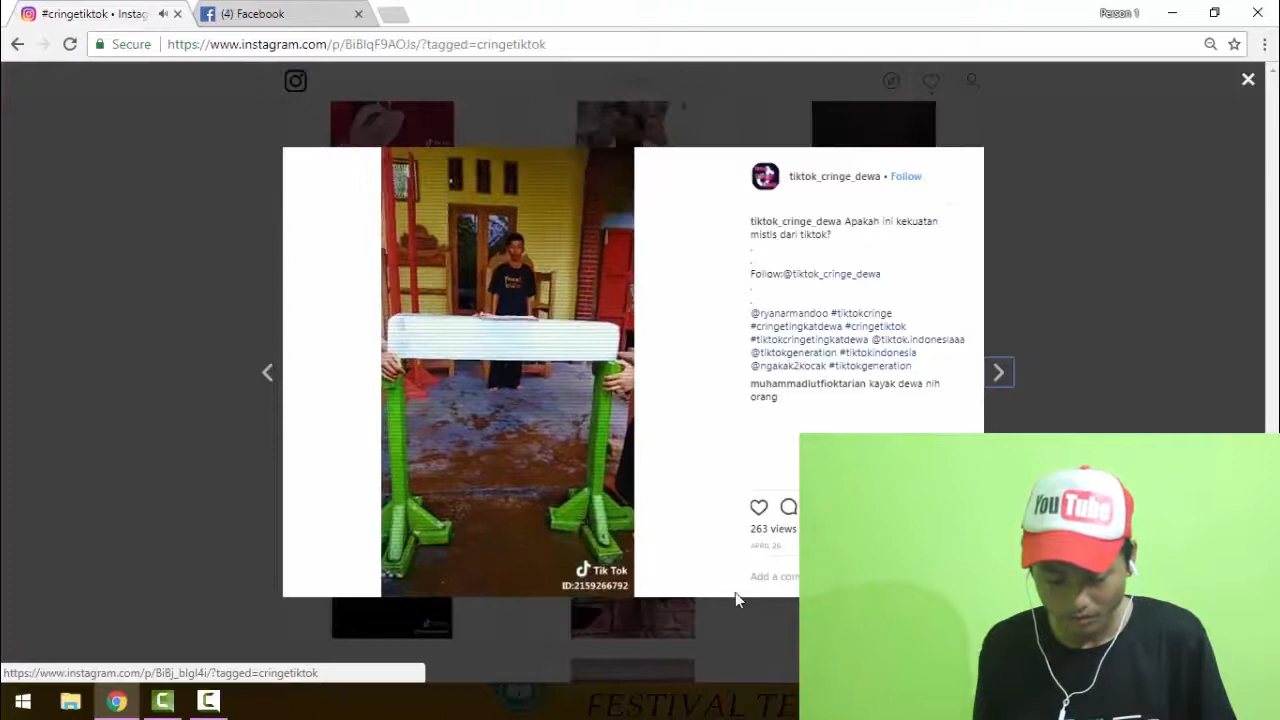 #cringetiktok • Instag
(4) Facebook
Person 1
Secure
https://www.instagram.com/p/BiBlqF9AOJs/?tagged=cringetiktok
tiktok_cringe_dewa • Follow
tiktok_cringe_dewa Apakah ini kekuatan
mistis dari tiktok?
.
.
Follow:@tiktok_cringe_dewa
.
.
@ryanarmandoo #tiktokcringe
#cringetingkatdewa #cringetiktok
#tiktokcringetingkatdewa @tiktok.indonesiaaa
@tiktokgeneration #tiktokindonesia
@ngakak2kocak #tiktokgeneration
muhammadlutfioktarian kayak dewa nih
orang
263 views
APRIL 26
Add a com
Tik Tok
ID:2159266792
You Tube
https://www.instagram.com/p/BiBj_bIgl4i/?tagged=cringetiktok
FESTIVAL TE